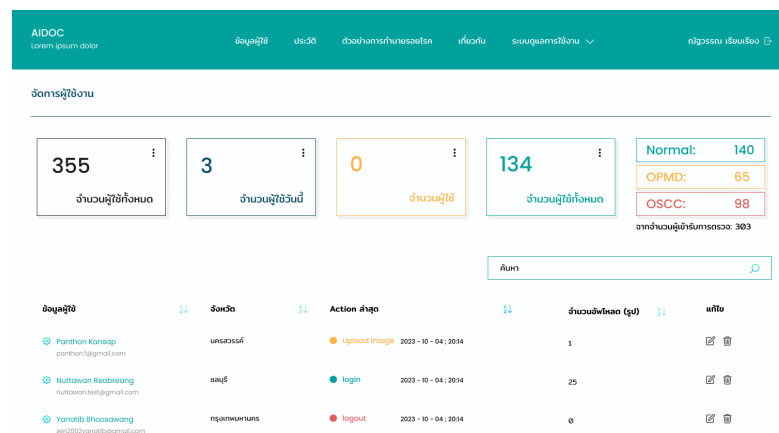 AIDOC
Lorem ipsum dolor
ข้อมูลผู้ใช้ ประวัติ ตัวอย่างการทำนายรอยโรค เกี่ยวกับ ระบบดูแลการใช้งาน
ณัฐวรรณ เรียบเรียง
จัดการผู้ใช้งาน
355
จำนวนผู้ใช้ทั้งหมด
3
จำนวนผู้ใช้วันนี้
0
จำนวนผู้ใช้
134
จำนวนผู้ใช้ทั้งหมด
Normal: 140
OPMD: 65
OSCC: 98
จากจำนวนผู้เข้ารับการตรวจ: 303
ค้นหา
ข้อมูลผู้ใช้ จังหวัด Action ล่าสุด จำนวนอัพโหลด (รูป) แก้ไข
Panthon Kansap นครสวรรค์ Upload Image 2023 - 10 - 04 ; 20:14 1
panthon.f@gmail.com
Nuttawan Reabreang ชลบุรี login 2023 - 10 - 04 ; 20:14 25
nuttawan.test@gmail.com
Yanatib Bhoosawang กรุงเทพมหานคร logout 2023 - 10 - 04 ; 20:14 0
zen2002yanatib@gmail.com